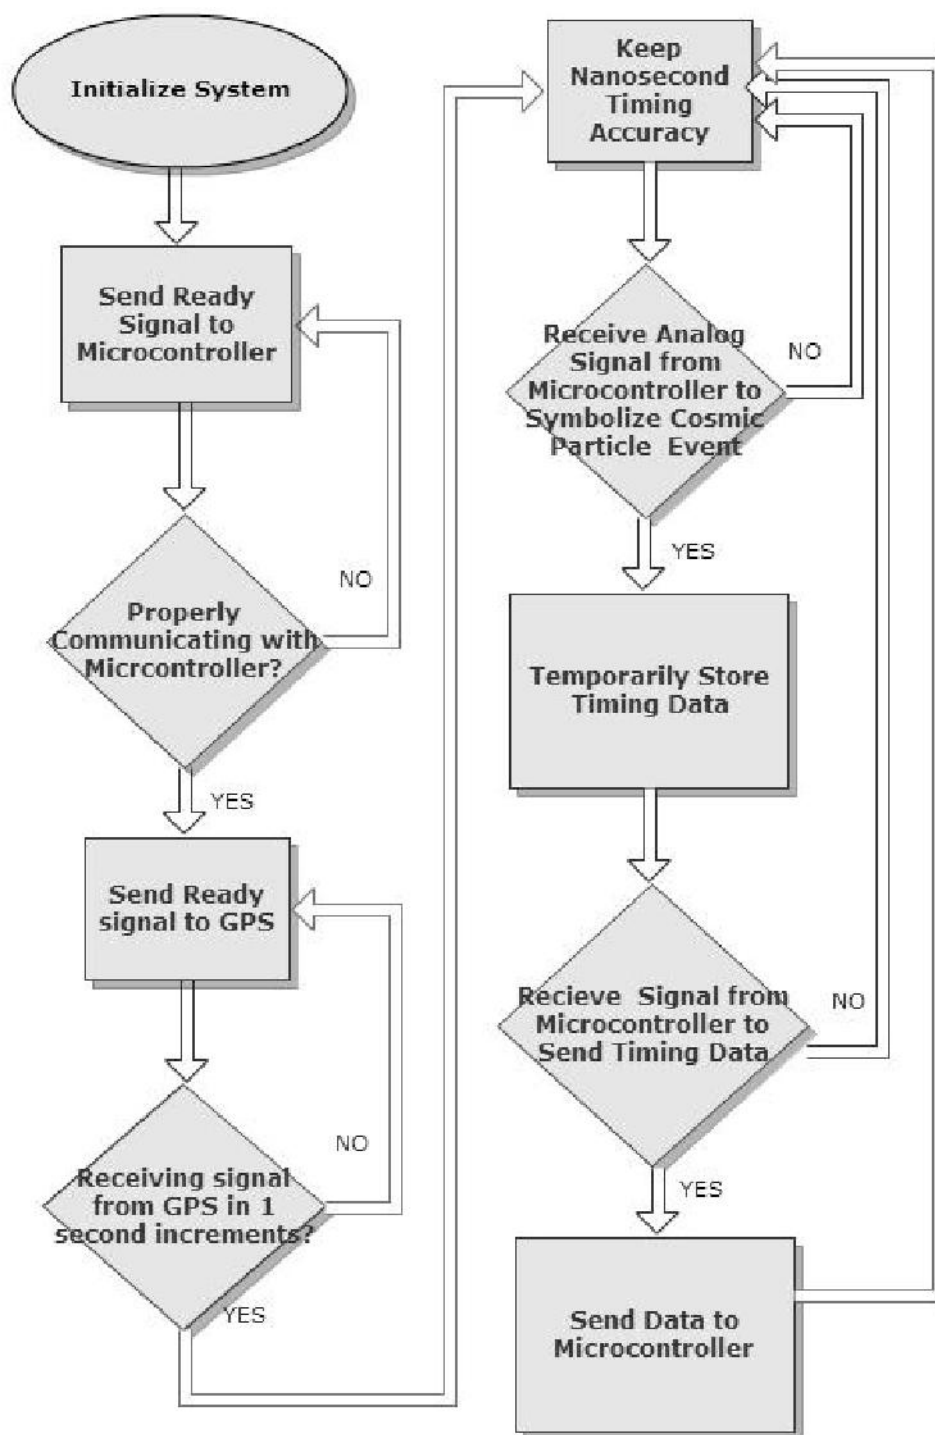 Initialize System
Send Ready
Signal to
Microcontroller
NO
Properly
Communicating with
Micrcontroller?
YES
Send Ready
signal to GPS
NO
Receiving signal
from GPS in 1
second increments?
YES
Keep
Nanosecond
Timing
Accuracy
Receive Analog
Signal from
Microcontroller to
Symbolize Cosmic
Particle Event
NO
YES
Temporarily Store
Timing Data
Recieve Signal from
Microcontroller to
Send Timing Data
NO
YES
Send Data to
Microcontroller